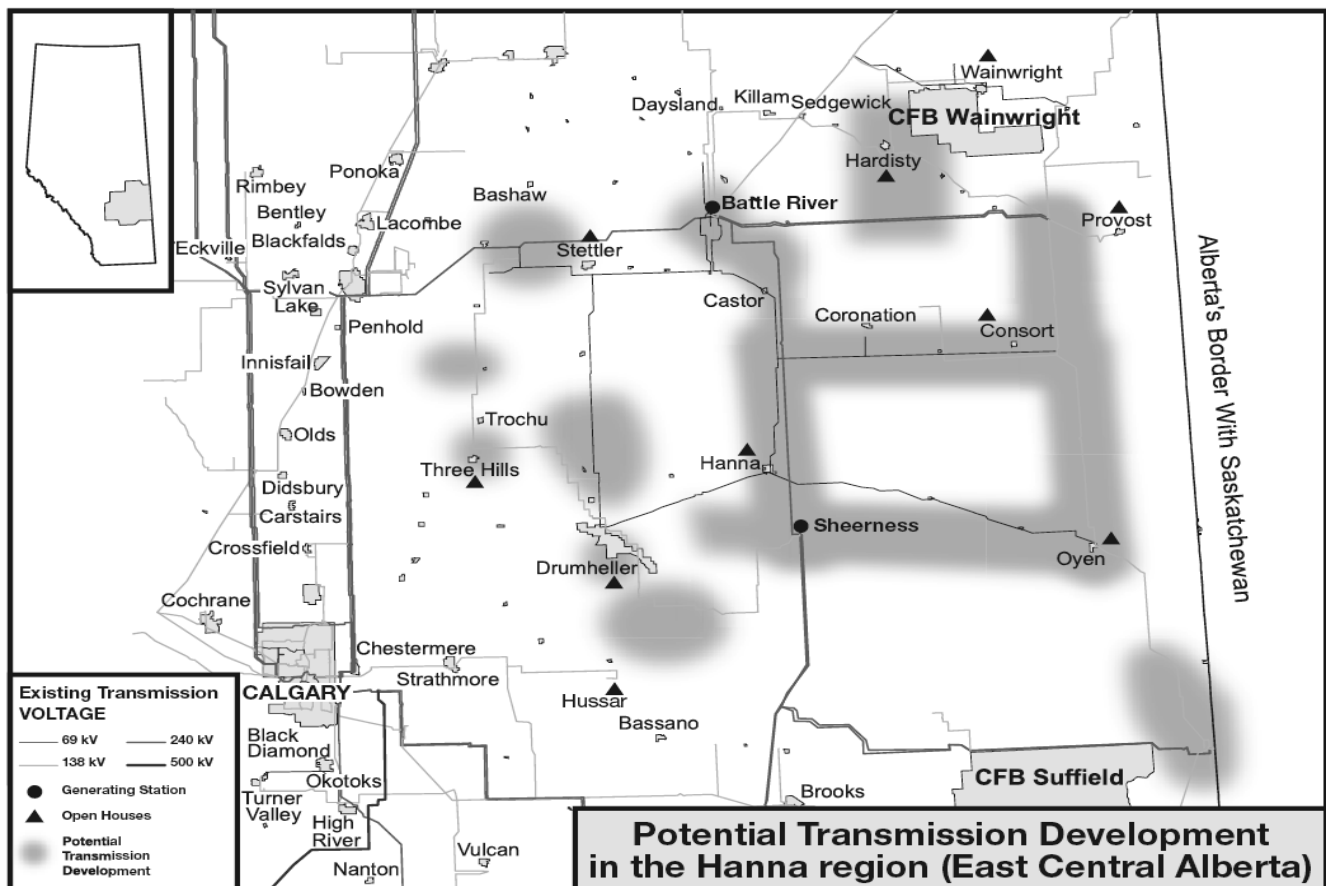 Wainwright
Daysland
Killam
Sedgewick
CFB Wainwright
Hardisty
Ponoka
Rimbey
Bashaw
Battle River
Bentley
Lacombe
Provost
Blackfalds
Eckville
Stettler
Sylvan
Lake
Castor
Coronation
Consort
Penhold
Innisfail
Bowden
Trochu
Olds
Three Hills
Hanna
Didsbury
Carstairs
Sheerness
Crossfield
Oyen
Drumheller
Cochrane
Alberta's Border With Saskatchewan
Chestermere
Strathmore
CALGARY
Hussar
Bassano
Black
Diamond
Okotoks
CFB Suffield
Turner
Valley
Brooks
High
River
Vulcan
Nanton
Existing Transmission
VOLTAGE
69 kV 240 kV
138 kV 500 kV
Generating Station
Open Houses
Potential
Transmission
Development
Potential Transmission Development
in the Hanna region (East Central Alberta)